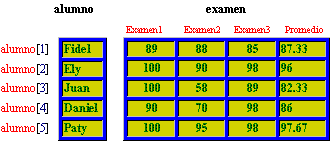 alumno examen
Examen1 Examen2 Examen3 Promedio
alumno[1] Fidel 89 88 85 87.33
alumno[2] Ely 100 90 98 96
alumno[3] Juan 100 58 89 82.33
alumno[4] Daniel 90 70 98 86
alumno[5] Paty 100 95 98 97.67